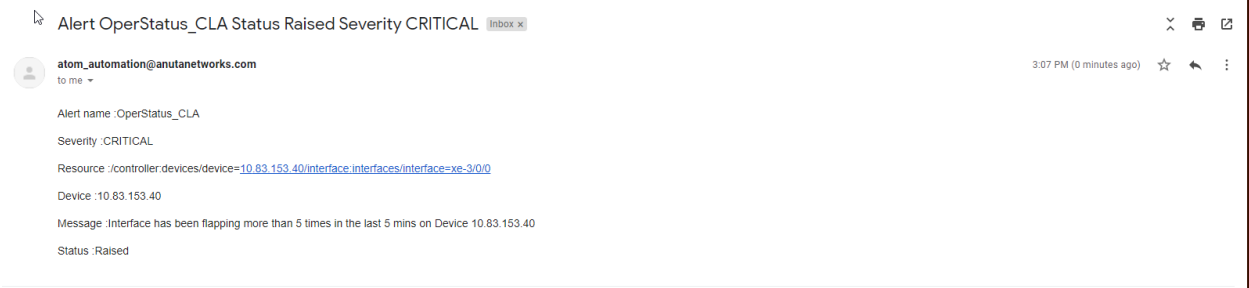 Alert OperStatus_CLA Status Raised Severity CRITICAL Inbox x
atom_automation@anutanetworks.com 3:07 PM (0 minutes ago)
to me
Alert name :OperStatus_CLA
Severity :CRITICAL
Resource :/controller:devices/device=10.83.153.40/interface:interfaces/interface=xe-3/0/0
Device :10.83.153.40
Message :Interface has been flapping more than 5 times in the last 5 mins on Device 10.83.153.40
Status :Raised